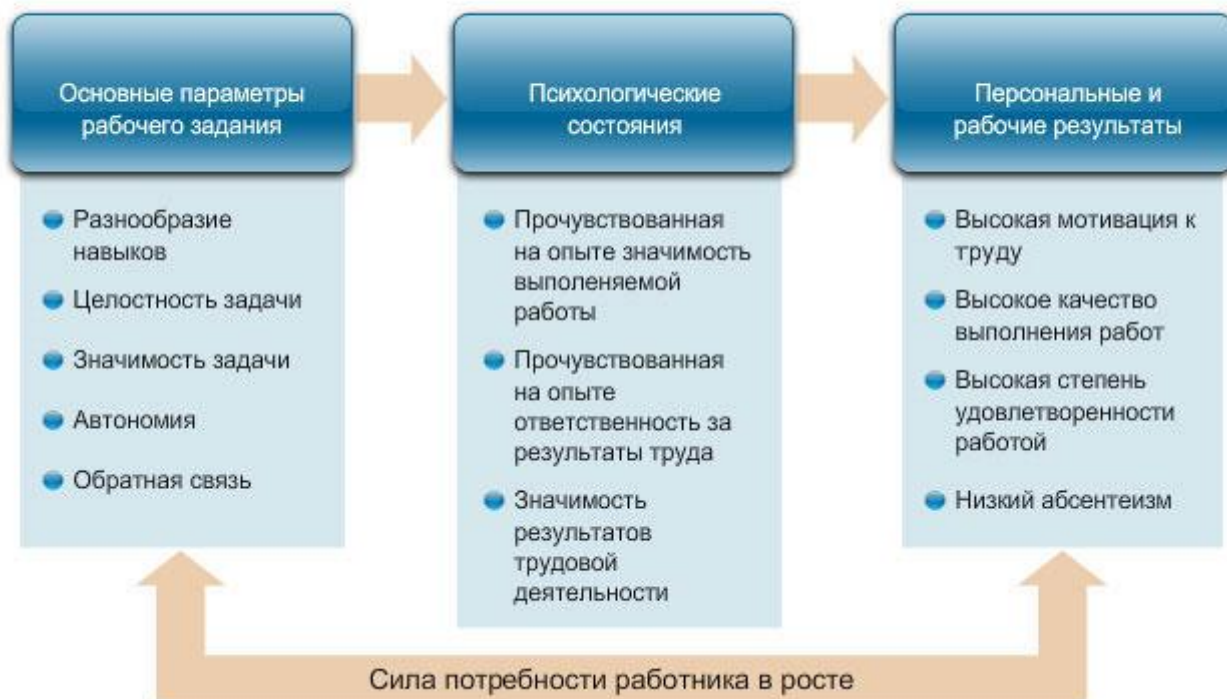 Основные параметры
рабочего задания
Разнообразие
навыков
Целостность задачи
Значимость задачи
Автономия
Обратная связь
Психологические
состояния
Прочувствованная
на опыте значимость
выполеняемой
работы
Прочувствованная
на опыте
ответственность за
результаты труда
Значимость
результатов
трудовой
деятельности
Персональные и
рабочие результаты
Высокая мотивация к
труду
Высокое качество
выполнения работ
Высокая степень
удовлетворенности
работой
Низкий абсентеизм
Сила потребности работника в росте